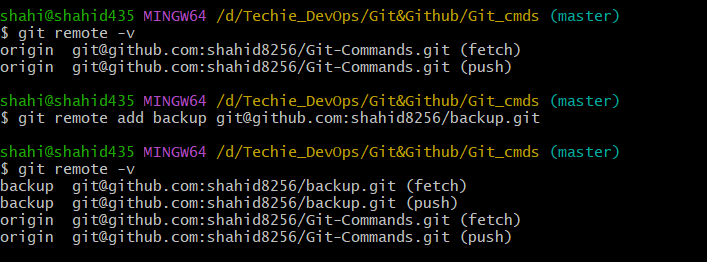 shahi@shahid435 MINGW64 /d/Techie_DevOps/Git&Github/Git_cmds (master)
$ git remote -v
origin  git@github.com:shahid8256/Git-Commands.git (fetch)
origin  git@github.com:shahid8256/Git-Commands.git (push)
shahi@shahid435 MINGW64 /d/Techie_DevOps/Git&Github/Git_cmds (master)
$ git remote add backup git@github.com:shahid8256/backup.git
shahi@shahid435 MINGW64 /d/Techie_DevOps/Git&Github/Git_cmds (master)
$ git remote -v
backup  git@github.com:shahid8256/backup.git (fetch)
backup  git@github.com:shahid8256/backup.git (push)
origin  git@github.com:shahid8256/Git-Commands.git (fetch)
origin  git@github.com:shahid8256/Git-Commands.git (push)